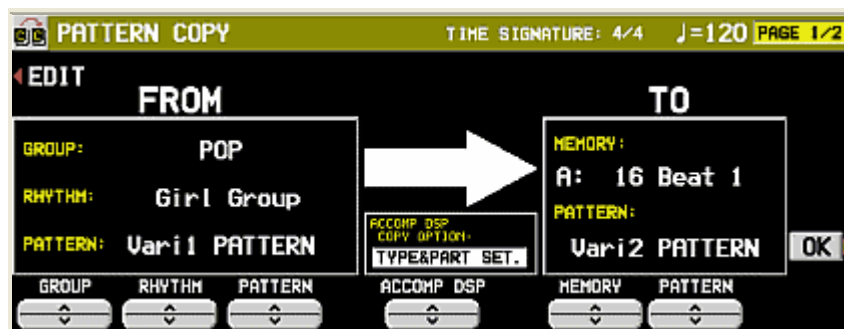 PATTERN COPY TIME SIGNATURE: 4/4 ♩=120 PAGE 1/2
EDIT
FROM TO
GROUP: POP
RHYTHM: Girl Group
PATTERN: Vari1 PATTERN
ACCOMP DSP
COPY OPTION:
TYPE&PART SET.
MEMORY:
A: 16 Beat 1
PATTERN:
Vari2 PATTERN
OK
GROUP RHYTHM PATTERN ACCOMP DSP MEMORY PATTERN